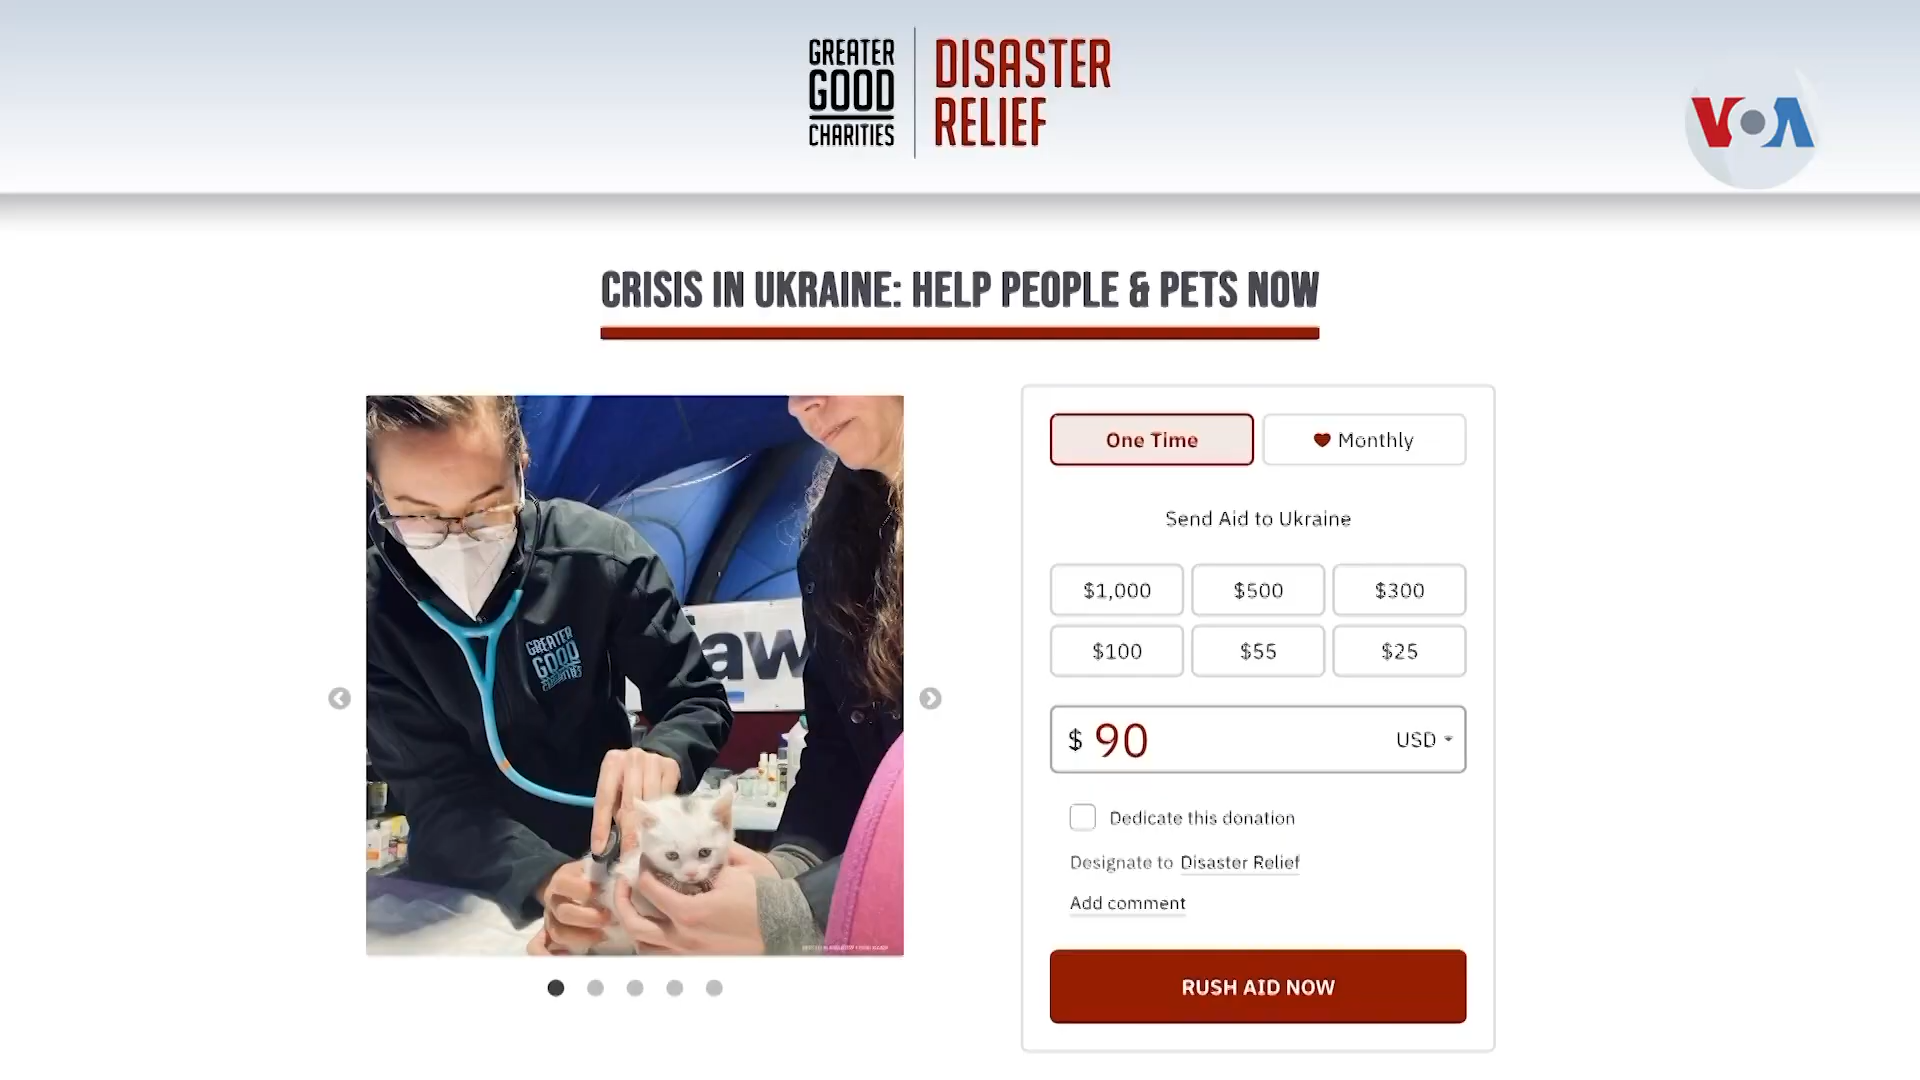 GREATER
GOOD
CHARITIES
DISASTER
RELIEF
VOA
CRISIS IN UKRAINE: HELP PEOPLE & PETS NOW
GREATER
GOOD
CHARITIES
aw
One Time
Monthly
Send Aid to Ukraine
$1,000
$500
$300
$100
$55
$25
$ 90
USD
Dedicate this donation
Designate to Disaster Relief
Add comment
RUSH AID NOW